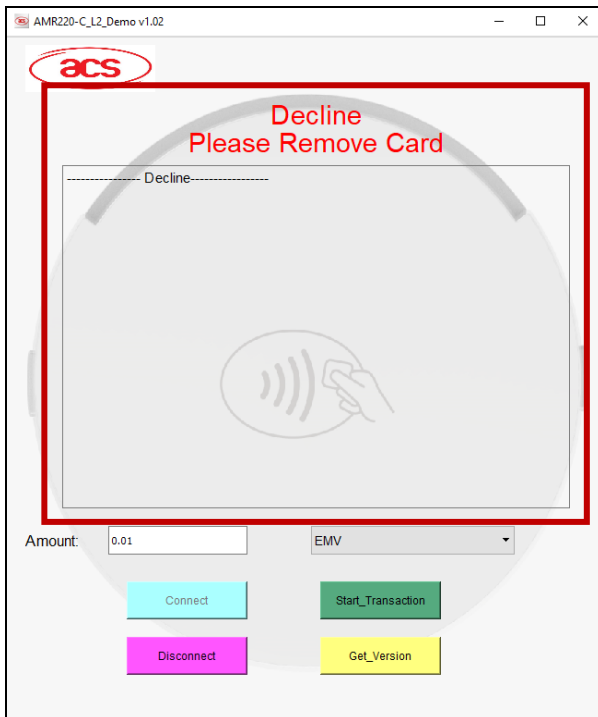 AMR220-C_L2_Demo v1.02
acs
Decline
Please Remove Card
---------------- Decline-----------------
Amount:
0.01
EMV
Connect
Start_Transaction
Disconnect
Get_Version